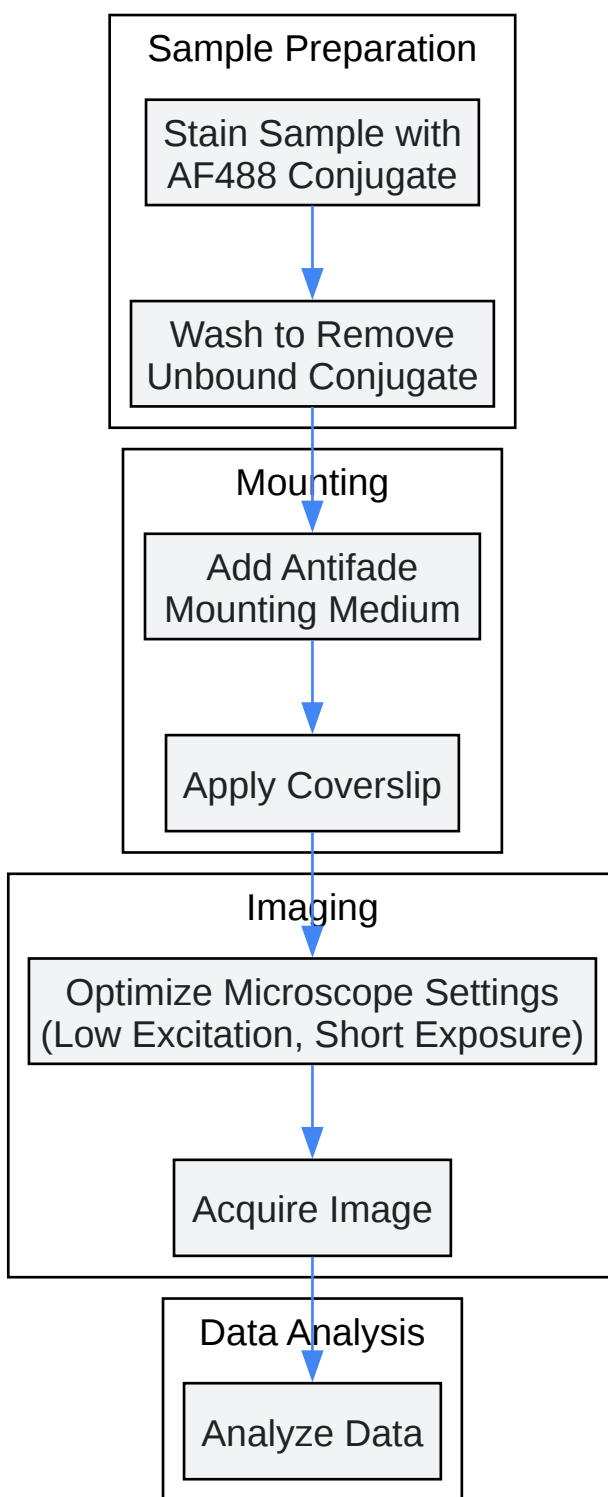 Sample Preparation
Stain Sample with
AF488 Conjugate
Wash to Remove
Unbound Conjugate
Mounting
Add Antifade
Mounting Medium
Apply Coverslip
Imaging
Optimize Microscope Settings
(Low Excitation, Short Exposure)
Acquire Image
Data Analysis
Analyze Data